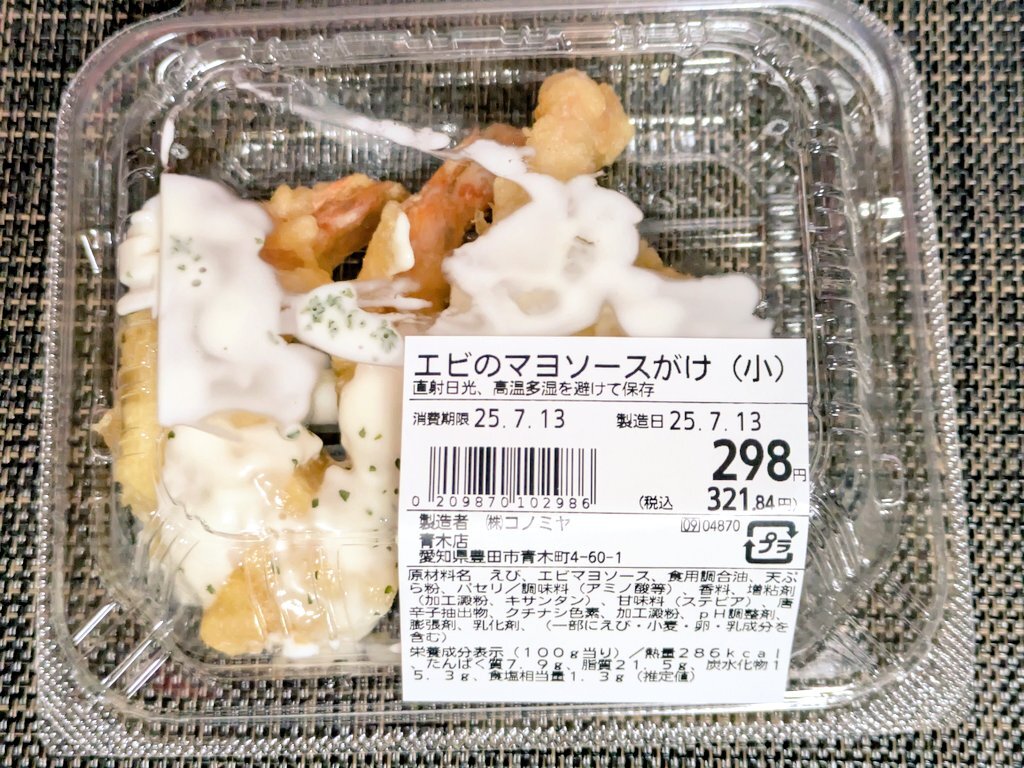 エビのマヨソースがけ（小）
直射日光、高温多湿を避けて保存
消費期限 25.7.13 製造日 25.7.13
298円
0 209870 102986 （税込 321.84円）
製造者 ㈱コノミヤ (09)04870
青木店 プラ
愛知県豊田市青木町4-60-1
原材料名 えび、エビマヨソース、食用調合油、天ぷ
ら粉、パセリ／調味料（アミノ酸等）、香料、増粘剤
（加工澱粉、キサンタン）、甘味料（ステビア）、唐
辛子抽出物、クチナシ色素、加工澱粉、ｐＨ調整剤、
膨張剤、乳化剤、（一部にえび・小麦・卵・乳成分を
含む）
栄養成分表示（100ｇ当り）／熱量286ｋｃａｌ
、たんぱく質7．9ｇ、脂質21．5ｇ、炭水化物1
5．3ｇ、食塩相当量1．3ｇ（推定値）